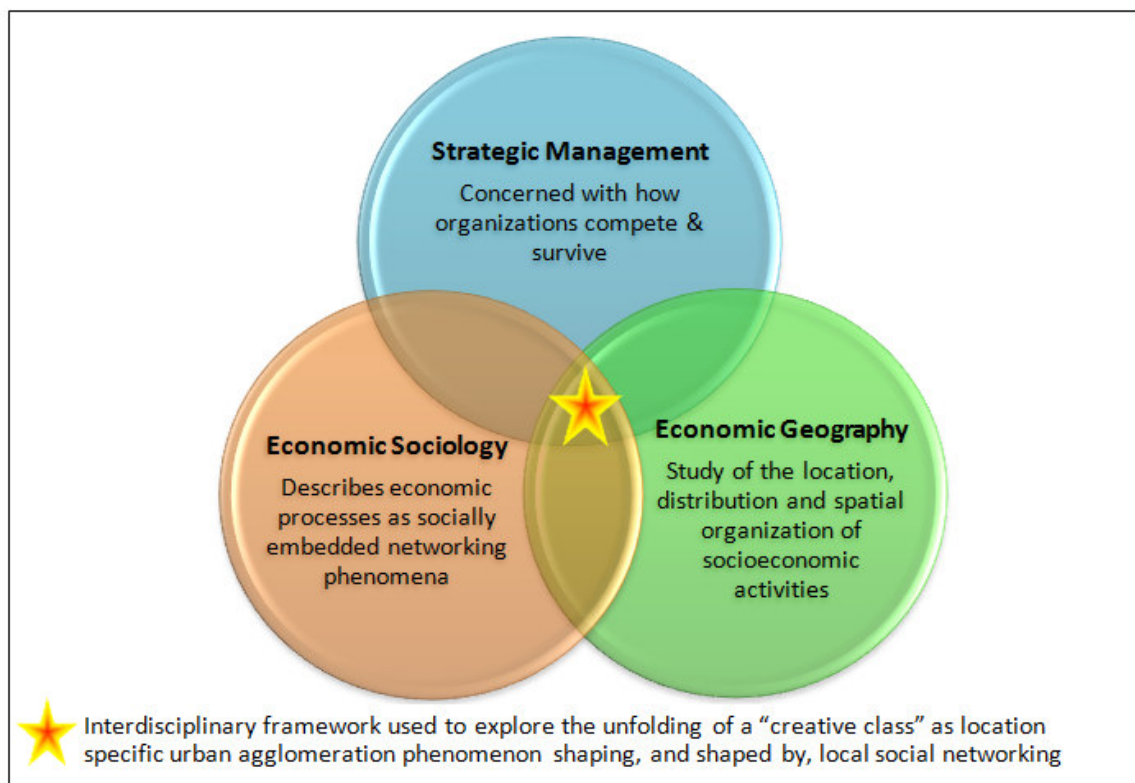 Strategic Management
Concerned with how
organizations compete &
survive
Economic Sociology
Describes economic
processes as socially
embedded networking
phenomena
Economic Geography
Study of the location,
distribution and spatial
organization of
socioeconomic
activities
Interdisciplinary framework used to explore the unfolding of a “creative class” as location
specific urban agglomeration phenomenon shaping, and shaped by, local social networking